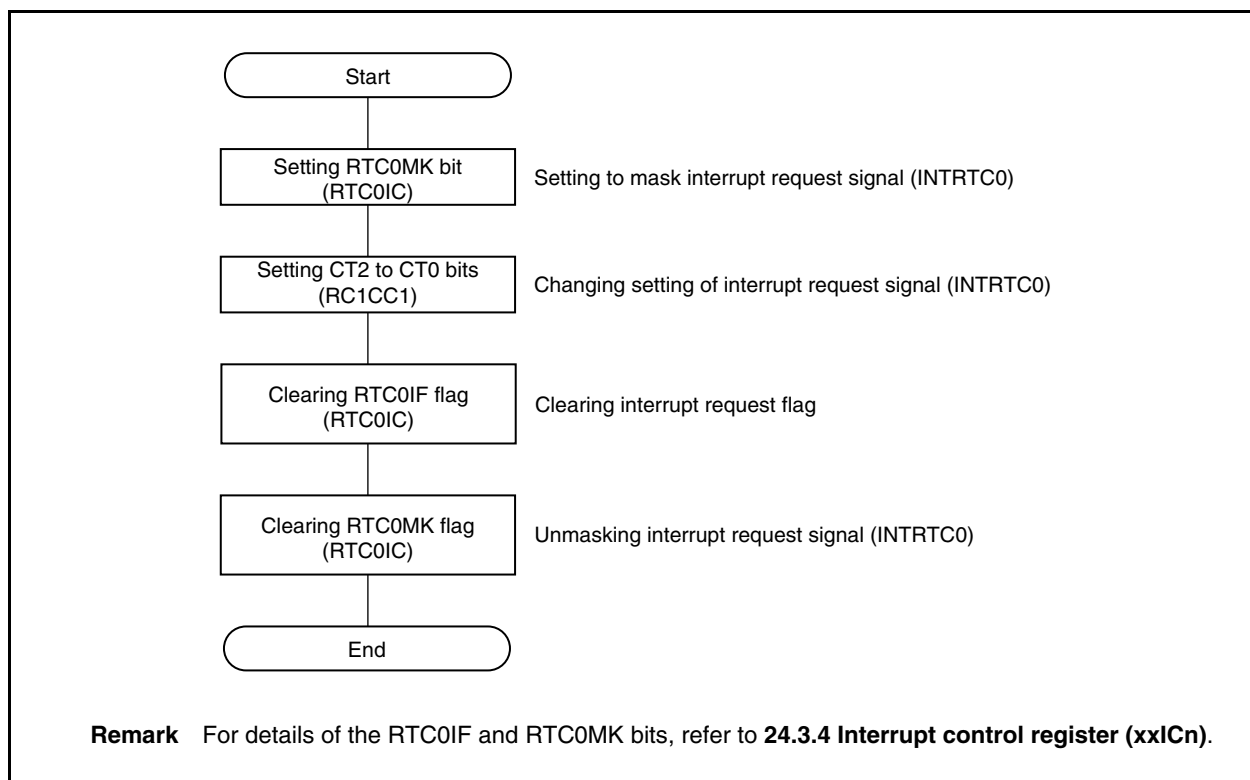 Start
Setting RTC0MK bit
(RTC0IC)
Setting to mask interrupt request signal (INTRTC0)
Setting CT2 to CT0 bits
(RC1CC1)
Changing setting of interrupt request signal (INTRTC0)
Clearing RTC0IF flag
(RTC0IC)
Clearing interrupt request flag
Clearing RTC0MK flag
(RTC0IC)
Unmasking interrupt request signal (INTRTC0)
End
Remark For details of the RTC0IF and RTC0MK bits, refer to 24.3.4 Interrupt control register (xxICn).